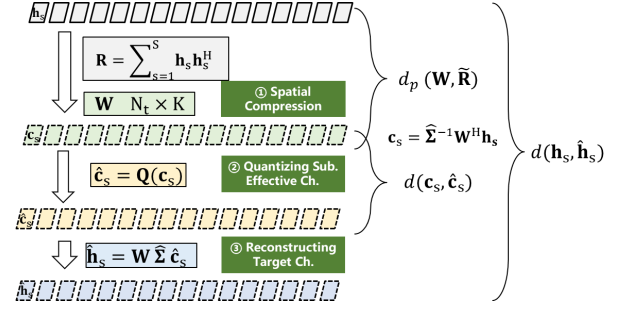 h_s
R = ∑_{s=1}^{S} h_s h_s^H
W N_t × K
① Spatial
Compression
d_p (W, R̃)
c_s
c_s = Σ̂⁻¹W^H h_s
d(h_s, ĥ_s)
ĉ_s = Q(c_s)
② Quantizing Sub.
Effective Ch.
d(c_s, ĉ_s)
ĉ_s
ĥ_s = W Σ̂ ĉ_s
③ Reconstructing
Target Ch.
ĥ_s